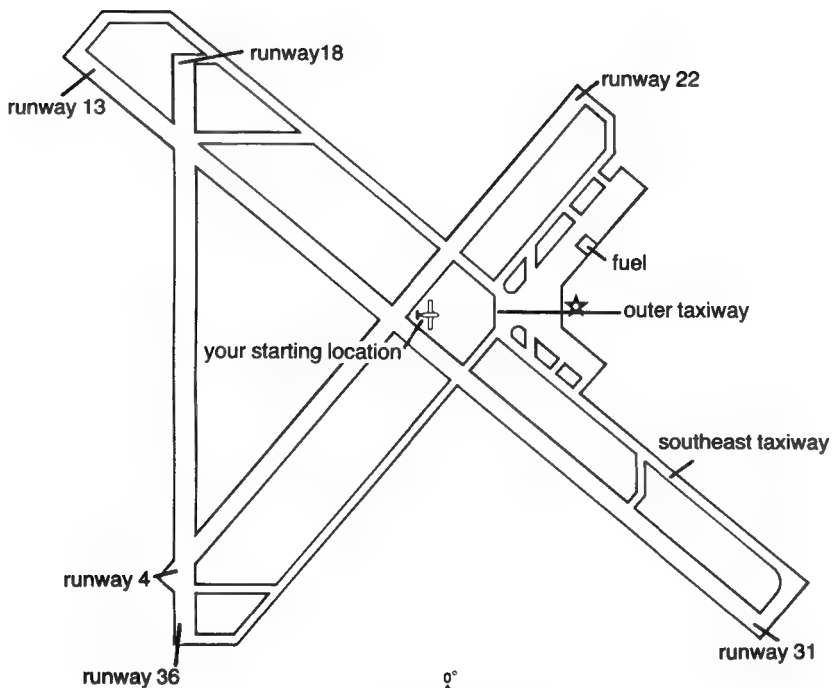 runway18
runway 13
runway 22
fuel
outer taxiway
your starting location
southeast taxiway
runway 4
runway 31
runway 36
0°